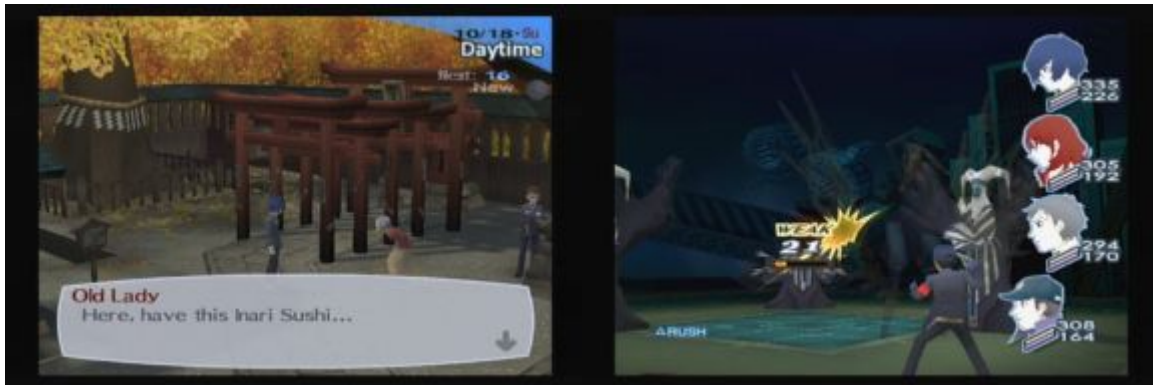 10/18·Su
Daytime
Next: 16
New
Old Lady
Here, have this Inari Sushi...
335
226
305
192
WEAK
21
294
170
△RUSH
308
164